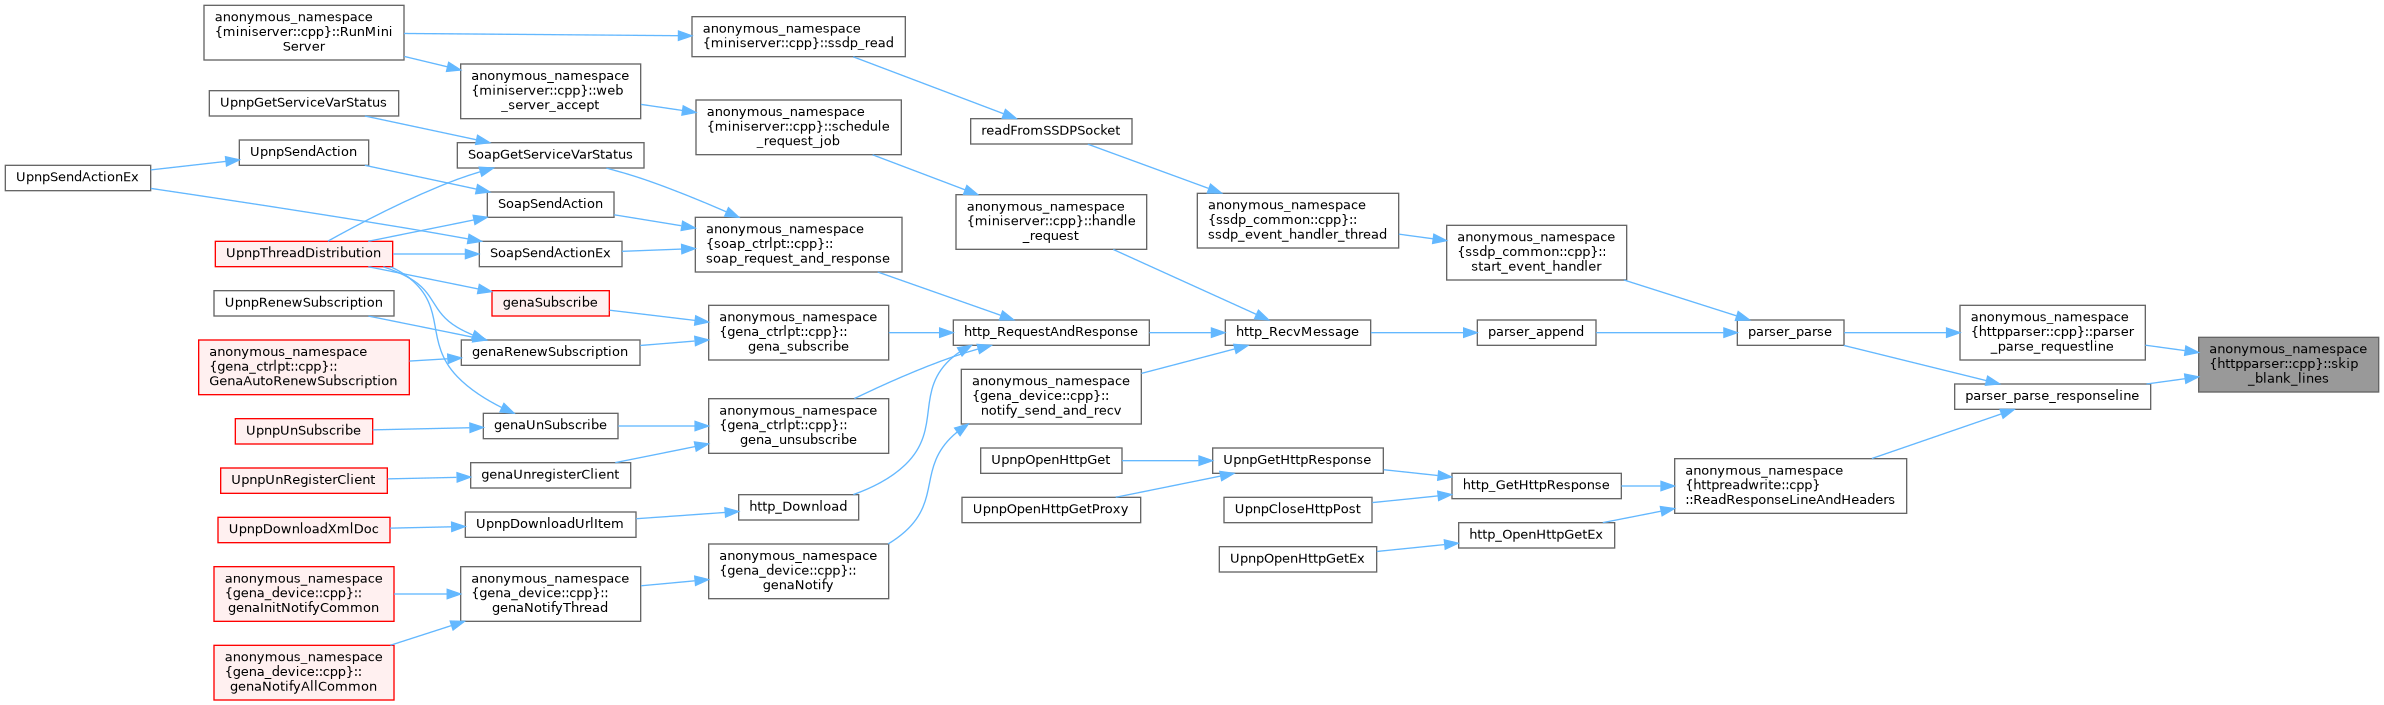 anonymous_namespace
{miniserver::cpp}::RunMini
Server
anonymous_namespace
{miniserver::cpp}::ssdp_read
anonymous_namespace
{miniserver::cpp}::web
_server_accept
UpnpGetServiceVarStatus
anonymous_namespace
{miniserver::cpp}::schedule
_request_job
readFromSSDPSocket
UpnpSendAction
SoapGetServiceVarStatus
UpnpSendActionEx
SoapSendAction
anonymous_namespace
{miniserver::cpp}::handle
_request
anonymous_namespace
{ssdp_common::cpp}::
ssdp_event_handler_thread
UpnpThreadDistribution
SoapSendActionEx
anonymous_namespace
{soap_ctrlpt::cpp}::
soap_request_and_response
anonymous_namespace
{ssdp_common::cpp}::
start_event_handler
UpnpRenewSubscription
genaSubscribe
anonymous_namespace
{gena_ctrlpt::cpp}::
gena_subscribe
http_RequestAndResponse
http_RecvMessage
parser_append
parser_parse
anonymous_namespace
{httpparser::cpp}::parser
_parse_requestline
anonymous_namespace
{httpparser::cpp}::skip
_blank_lines
anonymous_namespace
{gena_ctrlpt::cpp}::
GenaAutoRenewSubscription
genaRenewSubscription
anonymous_namespace
{gena_device::cpp}::
notify_send_and_recv
parser_parse_responseline
UpnpUnSubscribe
genaUnSubscribe
anonymous_namespace
{gena_ctrlpt::cpp}::
gena_unsubscribe
UpnpOpenHttpGet
UpnpGetHttpResponse
UpnpUnRegisterClient
genaUnregisterClient
http_GetHttpResponse
anonymous_namespace
{httpreadwrite::cpp}
::ReadResponseLineAndHeaders
http_Download
UpnpOpenHttpGetProxy
UpnpCloseHttpPost
UpnpDownloadXmlDoc
UpnpDownloadUrlItem
http_OpenHttpGetEx
UpnpOpenHttpGetEx
anonymous_namespace
{gena_device::cpp}::
genaNotify
anonymous_namespace
{gena_device::cpp}::
genaInitNotifyCommon
anonymous_namespace
{gena_device::cpp}::
genaNotifyThread
anonymous_namespace
{gena_device::cpp}::
genaNotifyAllCommon